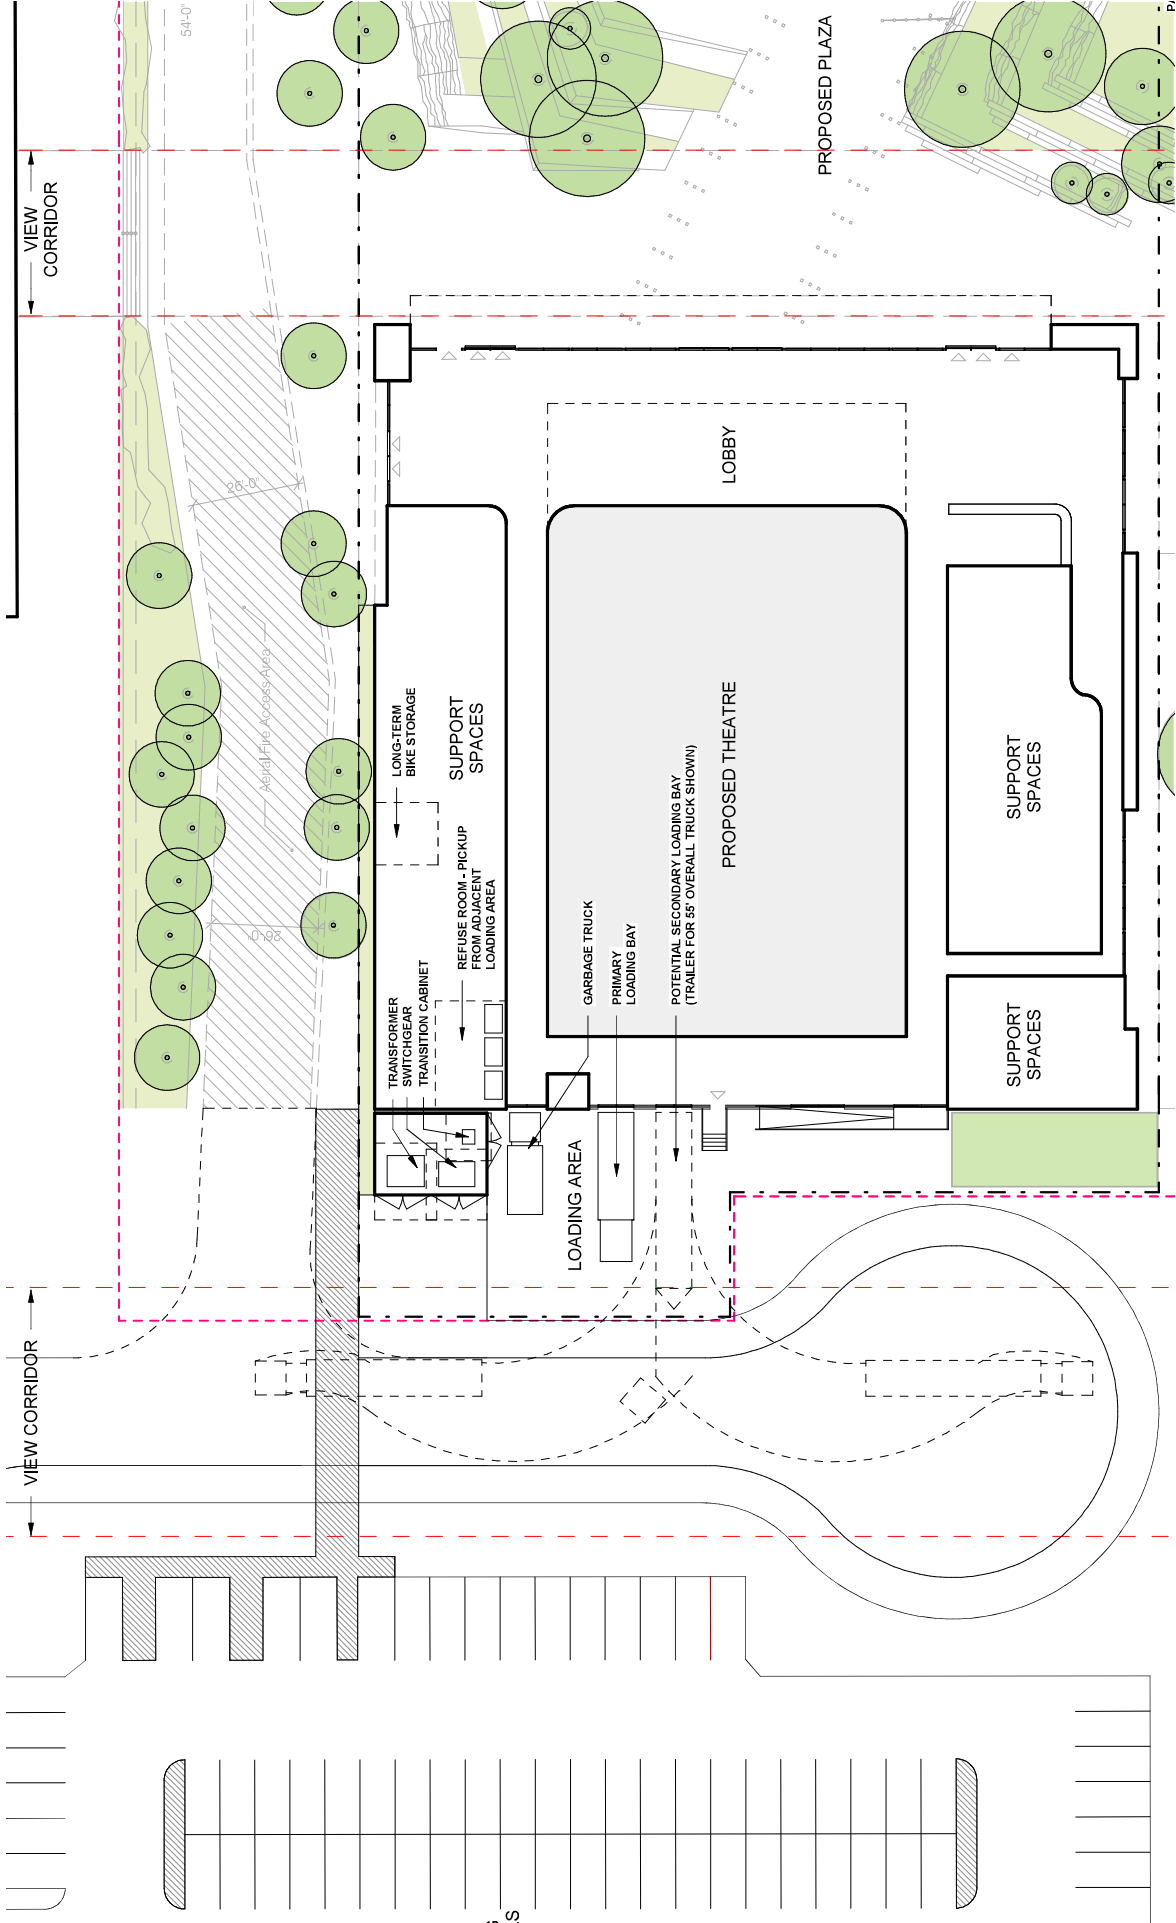 54'-0"
PROPOSED PLAZA
VIEW
CORRIDOR
26'-0"
LOBBY
Aerial Fire Access Area
LONG-TERM
BIKE STORAGE
SUPPORT
SPACES
PROPOSED THEATRE
SUPPORT
SPACES
REFUSE ROOM - PICKUP
FROM ADJACENT
LOADING AREA
POTENTIAL SECONDARY LOADING BAY
(TRAILER FOR 55' OVERALL TRUCK SHOWN)
26'-0"
GARBAGE TRUCK
PRIMARY
LOADING BAY
TRANSFORMER
SWITCHGEAR
TRANSITION CABINET
SUPPORT
SPACES
LOADING AREA
VIEW CORRIDOR